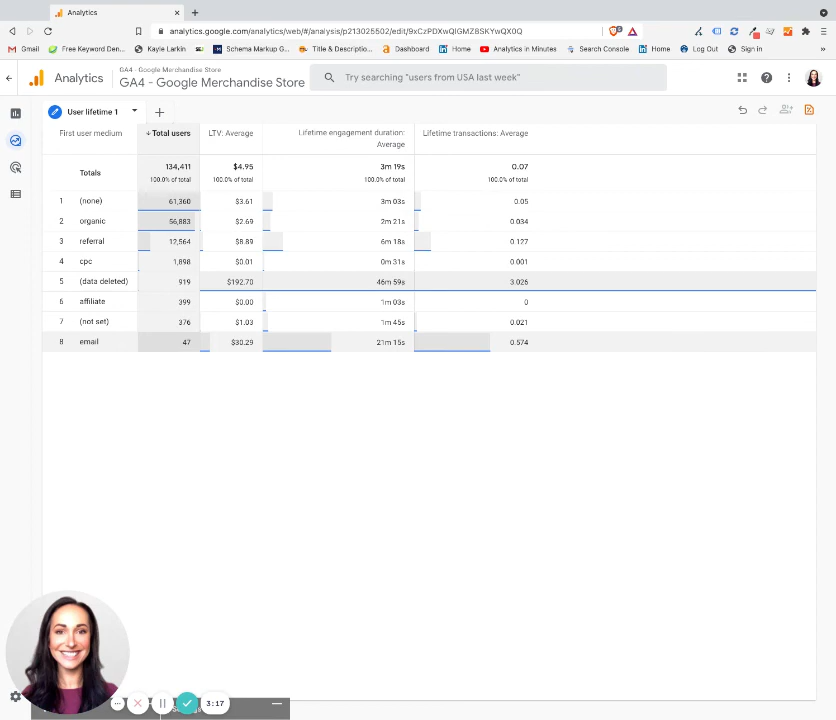 Analytics
analytics.google.com/analytics/web/#/analysis/p213025502/edit/9xCzPDXwQlGMZ8SKYwQX0Q
Gmail
Free Keyword Den...
Kayle Larkin
Schema Markup G...
Title & Descriptio...
Dashboard
Home
Analytics in Minutes
Search Console
Home
Log Out
Sign in
Analytics
GA4 - Google Merchandise Store
GA4 - Google Merchandise Store
Try searching "users from USA last week"
User lifetime 1
First user medium Total users LTV: Average Lifetime engagement duration: Average Lifetime transactions: Average
Totals 134,411 $4.95 3m 19s 0.07
100.0% of total 100.0% of total 100.0% of total 100.0% of total
1 (none) 61,360 $3.61 3m 03s 0.05
2 organic 56,883 $2.69 2m 21s 0.034
3 referral 12,564 $8.89 6m 18s 0.127
4 cpc 1,898 $0.01 0m 31s 0.001
5 (data deleted) 919 $192.70 46m 59s 3.026
6 affiliate 399 $0.00 1m 03s 0
7 (not set) 376 $1.03 1m 45s 0.021
8 email 47 $30.29 21m 15s 0.574
3:17